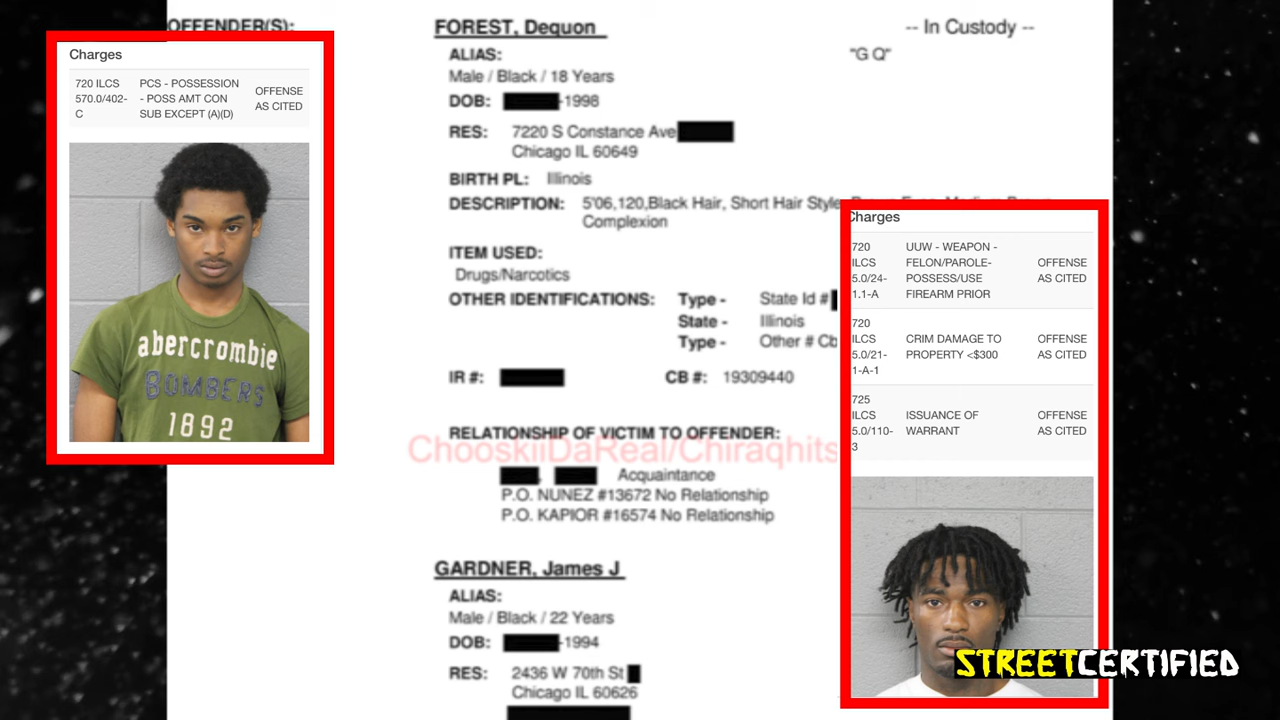 OFFENDER(S):
FOREST, Dequon
-- In Custody --
ALIAS:
"G Q"
Male / Black / 18 Years
DOB:
-1998
RES:
7220 S Constance Ave
Chicago IL 60649
BIRTH PL:
Illinois
DESCRIPTION:
5'06,120,Black Hair, Short Hair Style
Complexion
ITEM USED:
Drugs/Narcotics
OTHER IDENTIFICATIONS:
Type -
State Id #
State -
Illinois
Type -
Other # Cb
IR #:
CB #:
19309440
RELATIONSHIP OF VICTIM TO OFFENDER:
ChooskiiDaReal/Chiraqhits
,
Acquaintance
P.O. NUNEZ #13672 No Relationship
P.O. KAPIOR #16574 No Relationship
GARDNER, James J
ALIAS:
Male / Black / 22 Years
DOB:
-1994
RES:
2436 W 70th St
Chicago IL 60626
Charges
720 ILCS
570.0/402-
C
PCS - POSSESSION
- POSS AMT CON
SUB EXCEPT (A)(D)
OFFENSE
AS CITED
abercrombie
BOMBERS
1892
Charges
720
ILCS
5.0/24-
1.1-A
UUW - WEAPON -
FELON/PAROLE-
POSSESS/USE
FIREARM PRIOR
OFFENSE
AS CITED
720
ILCS
5.0/21-
1-A-1
CRIM DAMAGE TO
PROPERTY <$300
OFFENSE
AS CITED
725
ILCS
5.0/110-
3
ISSUANCE OF
WARRANT
OFFENSE
AS CITED
STREETCERTIFIED